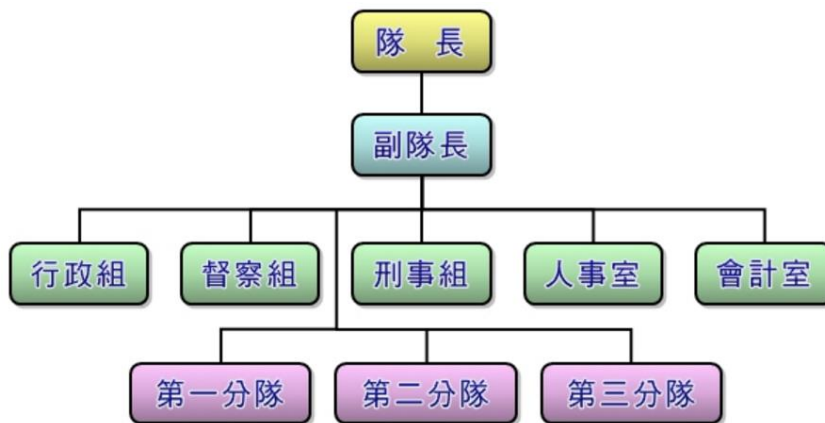 隊 長
副隊長
行政組 督察組 刑事組 人事室 會計室
第一分隊 第二分隊 第三分隊